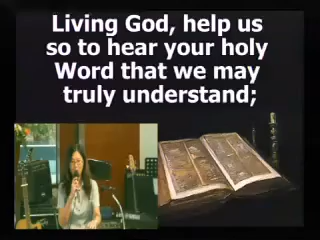 Living God, help us
so to hear your holy
Word that we may
truly understand;